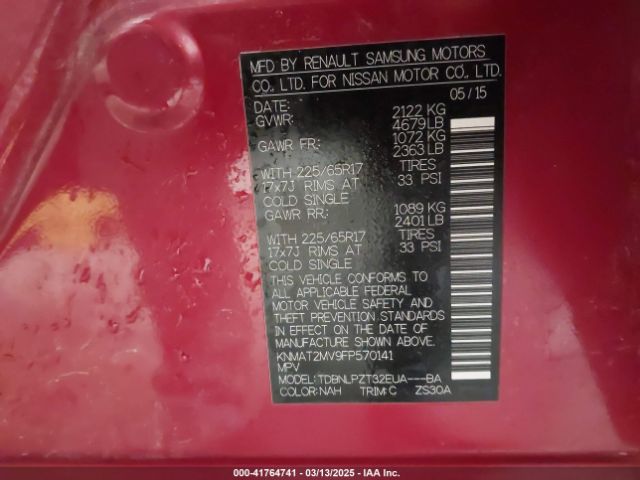 MFD BY RENAULT SAMSUNG MOTORS
CO., LTD. FOR NISSAN MOTOR CO., LTD.
05/15
DATE:
GVWR: 2122 KG
4679 LB
GAWR FR: 1072 KG
2363 LB
WITH 225/65R17 TIRES
17x7J RIMS AT 33 PSI
COLD SINGLE
GAWR RR: 1089 KG
2401 LB
WITH 225/65R17 TIRES
17x7J RIMS AT 33 PSI
COLD SINGLE
THIS VEHICLE CONFORMS TO
ALL APPLICABLE FEDERAL
MOTOR VEHICLE SAFETY AND
THEFT PREVENTION STANDARDS
IN EFFECT ON THE DATE OF
MANUFACTURE SHOWN ABOVE.
KNMAT2MV9FP570141
MPV
MODEL: TDBNLPZT32EUA---BA
COLOR: NAH TRIM: C ZS30A
000-41764741 - 03/13/2025 - IAA Inc.